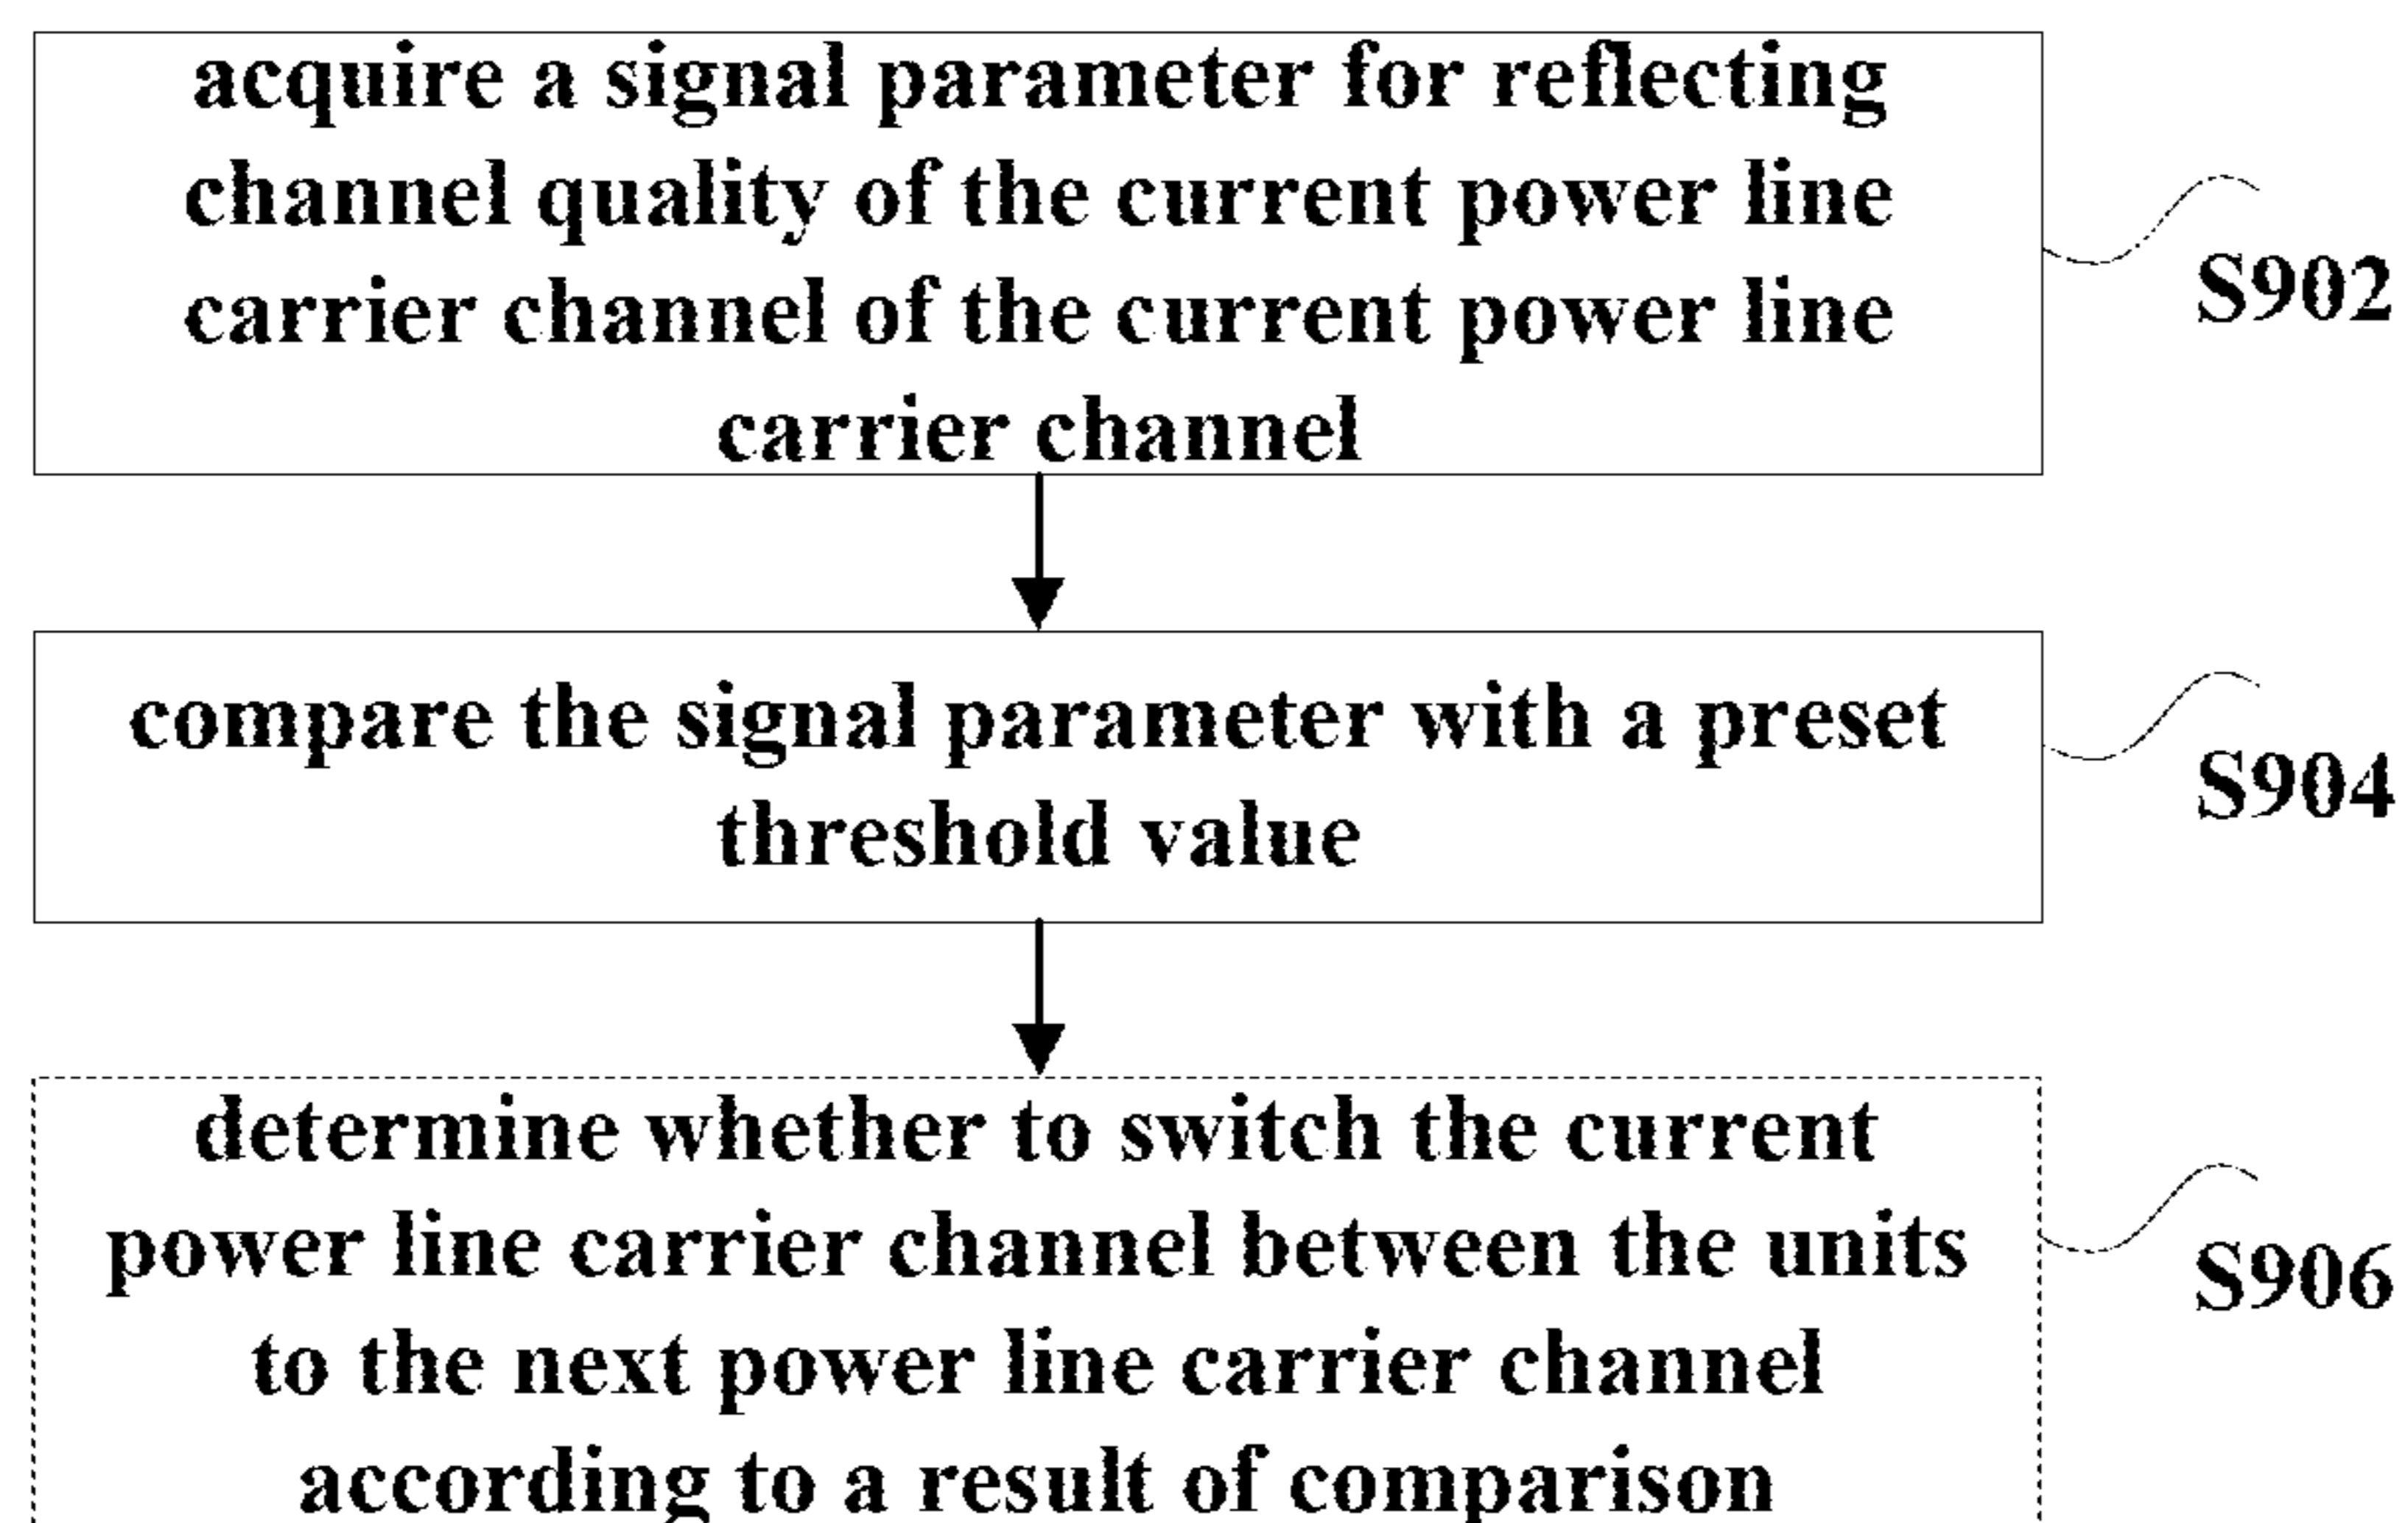 acquire a signal parameter for reflecting
channel quality of the current power line
carrier channel of the current power line
carrier channel
S902
compare the signal parameter with a preset
threshold value
S904
determine whether to switch the current
power line carrier channel between the units
to the next power line carrier channel
according to a result of comparison
S906